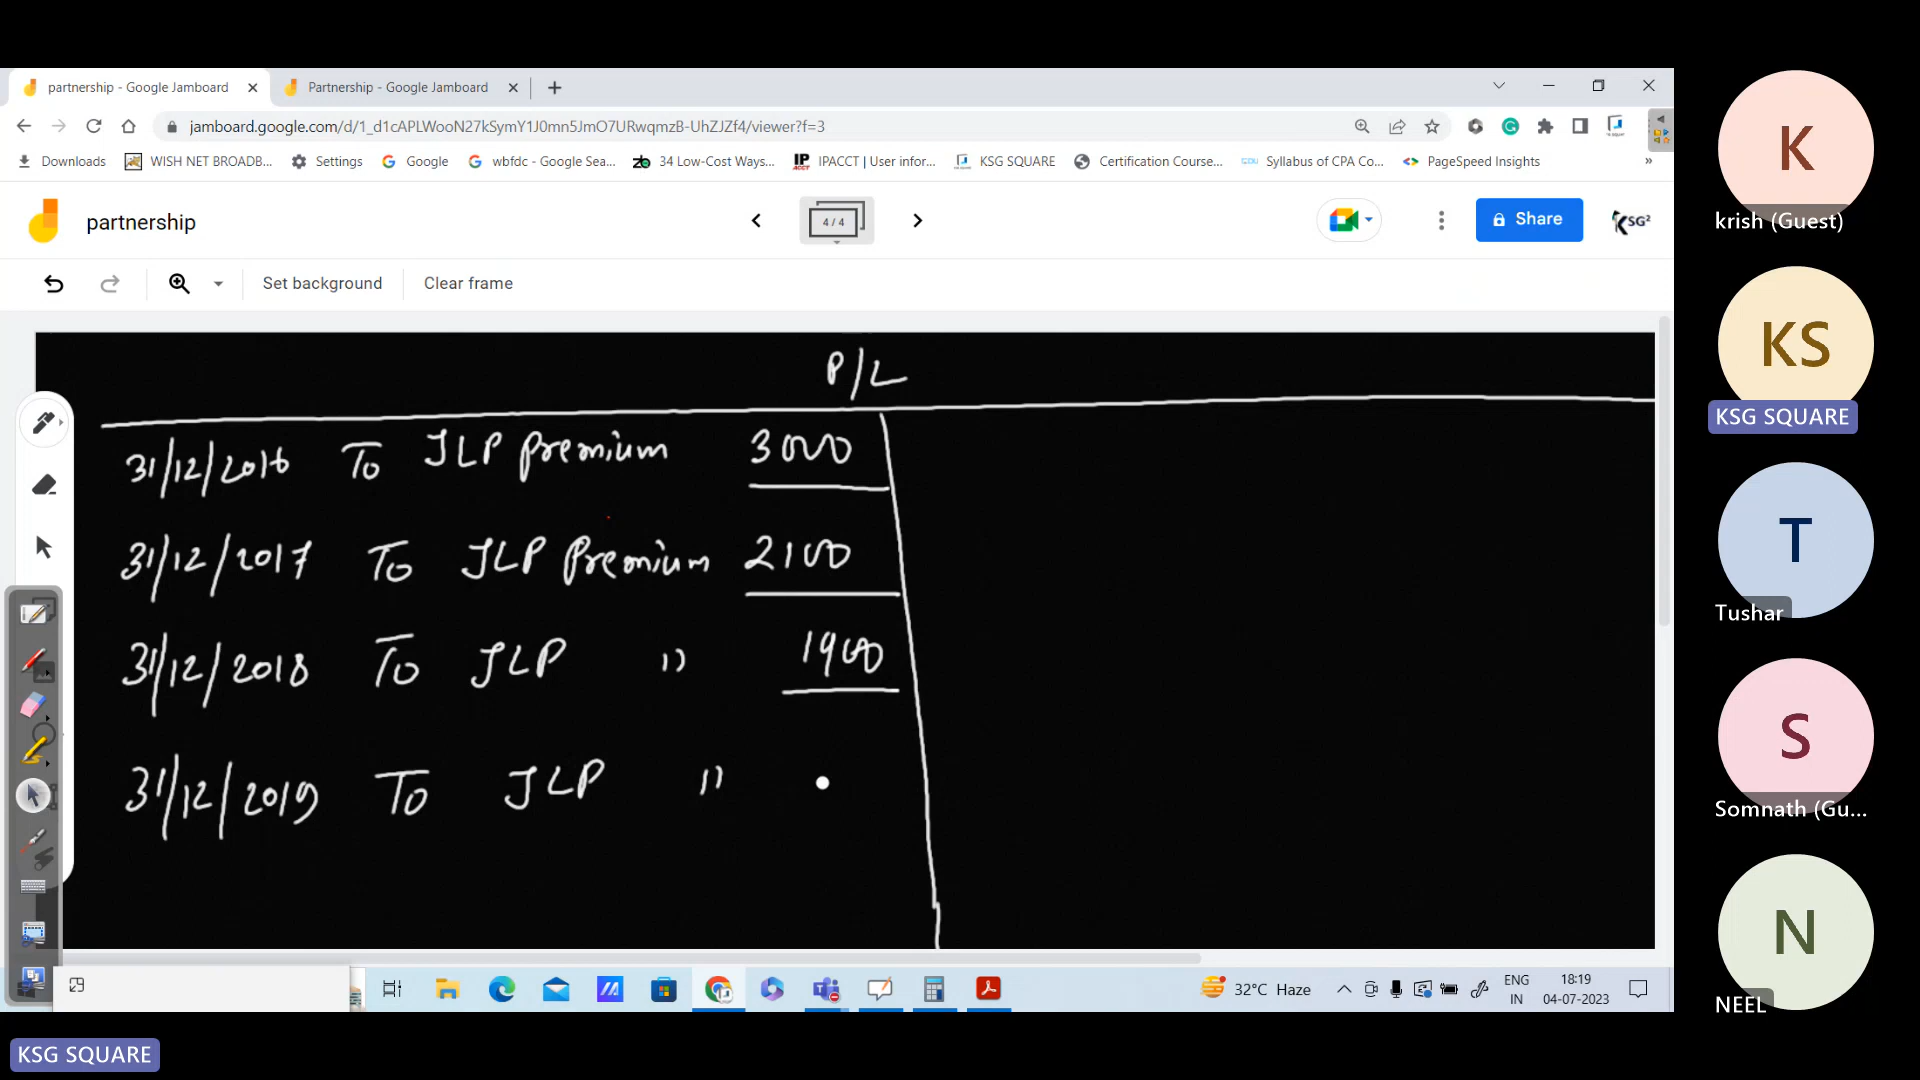 partnership - Google Jamboard
Partnership - Google Jamboard
jamboard.google.com/d/1_d1cAPLWooN27kSymY1J0mn5JmO7URwqmzB-UhZJZf4/viewer?f=3
Downloads WISH NET BROADB... Settings Google wbfdc - Google Sea... 34 Low-Cost Ways... IPACCT | User infor... KSG SQUARE Certification Course... Syllabus of CPA Co... PageSpeed Insights »
partnership
4 / 4
Share
KSG²
Set background
Clear frame
P/L
31/12/2016 To JLP Premium 3000
31/12/2017 To JLP Premium 2100
31/12/2018 To JLP " 1900
31/12/2019 To JLP "
32°C Haze
ENG
IN
18:19
04-07-2023
K
krish (Guest)
KS
KSG SQUARE
T
Tushar
S
Somnath (Gu...
N
NEEL
KSG SQUARE